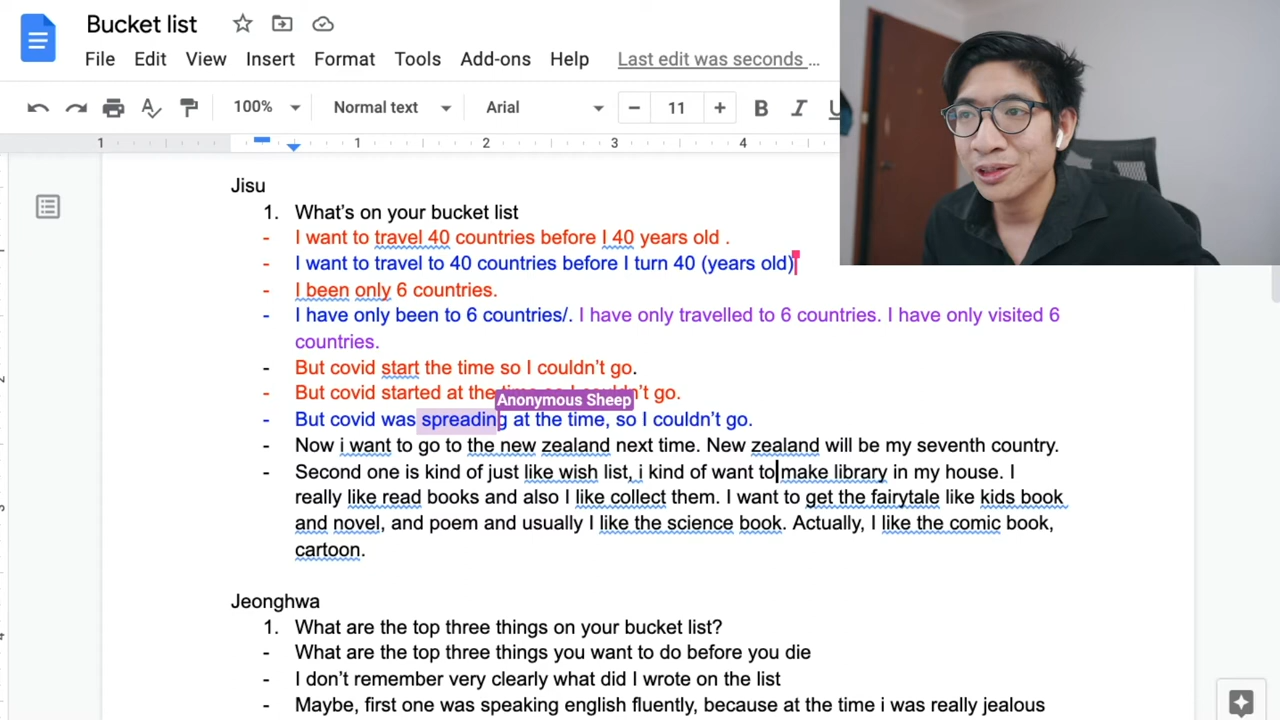 Bucket list
File Edit View Insert Format Tools Add-ons Help Last edit was seconds …
100% Normal text Arial 11 B I U
1 1 2 3 4
Jisu
1. What's on your bucket list
- I want to travel 40 countries before I 40 years old .
- I want to travel to 40 countries before I turn 40 (years old)
- I been only 6 countries.
- I have only been to 6 countries/. I have only travelled to 6 countries. I have only visited 6
countries.
- But covid start the time so I couldn't go.
- But covid started at the time so I couldn't go.
Anonymous Sheep
- But covid was spreading at the time, so I couldn't go.
- Now i want to go to the new zealand next time. New zealand will be my seventh country.
- Second one is kind of just like wish list, i kind of want to make library in my house. I
really like read books and also I like collect them. I want to get the fairytale like kids book
and novel, and poem and usually I like the science book. Actually, I like the comic book,
cartoon.
Jeonghwa
1. What are the top three things on your bucket list?
- What are the top three things you want to do before you die
- I don't remember very clearly what did I wrote on the list
- Maybe, first one was speaking english fluently, because at the time i was really jealous